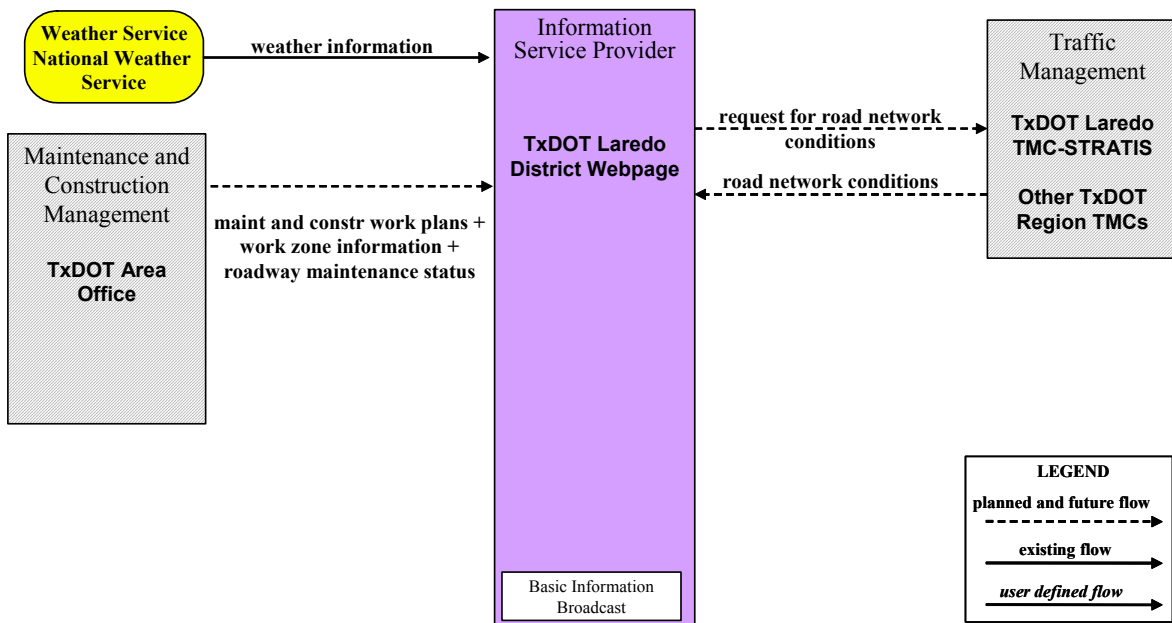 Weather Service
National Weather
Service
weather information
Information
Service Provider
TxDOT Laredo
District Webpage
Traffic
Management
TxDOT Laredo
TMC-STRATIS
Other TxDOT
Region TMCs
request for road network
conditions
road network conditions
Maintenance and
Construction
Management
TxDOT Area
Office
maint and constr work plans +
work zone information +
roadway maintenance status
Basic Information
Broadcast
LEGEND
planned and future flow
existing flow
user defined flow